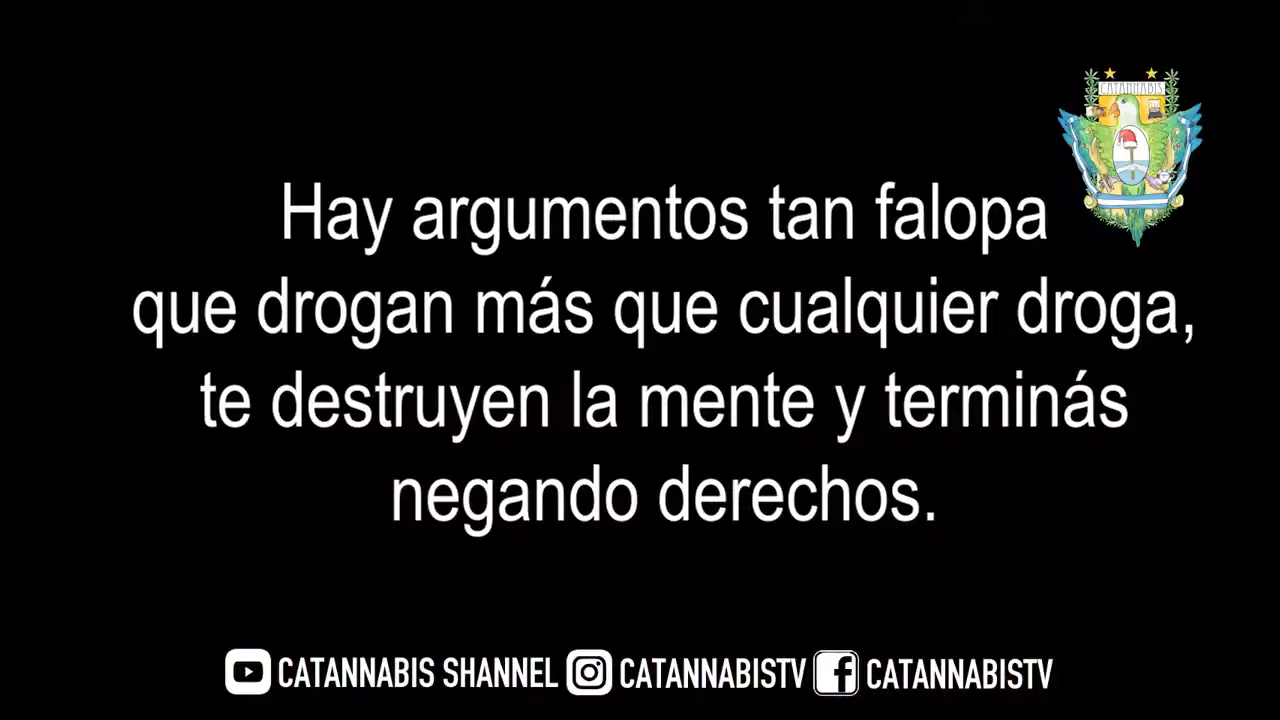 CATANNABIS
Hay argumentos tan falopa
que drogan más que cualquier droga,
te destruyen la mente y terminás
negando derechos.
CATANNABIS SHANNEL CATANNABISTV CATANNABISTV